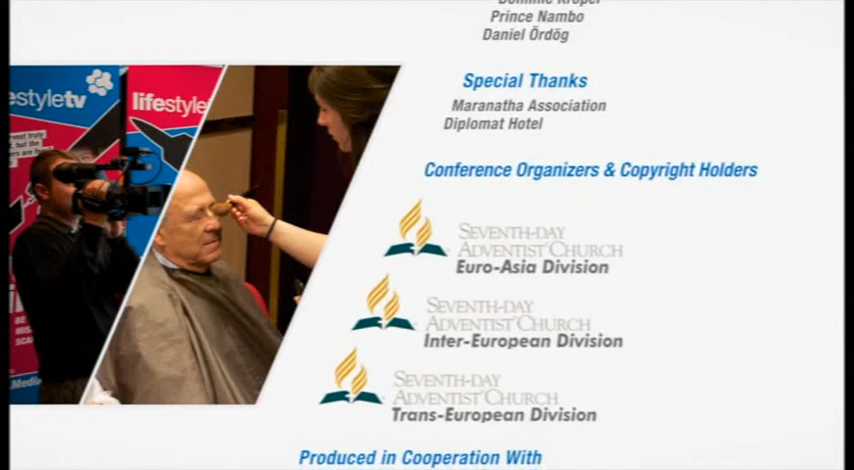 Prince Nambo
Daniel Ördög
Special Thanks
Maranatha Association
Diplomat Hotel
Conference Organizers & Copyright Holders
SEVENTH-DAY
ADVENTIST CHURCH
Euro-Asia Division
SEVENTH-DAY
ADVENTIST CHURCH
Inter-European Division
SEVENTH-DAY
ADVENTIST CHURCH
Trans-European Division
Produced in Cooperation With
estyletv
lifestyle
.Media